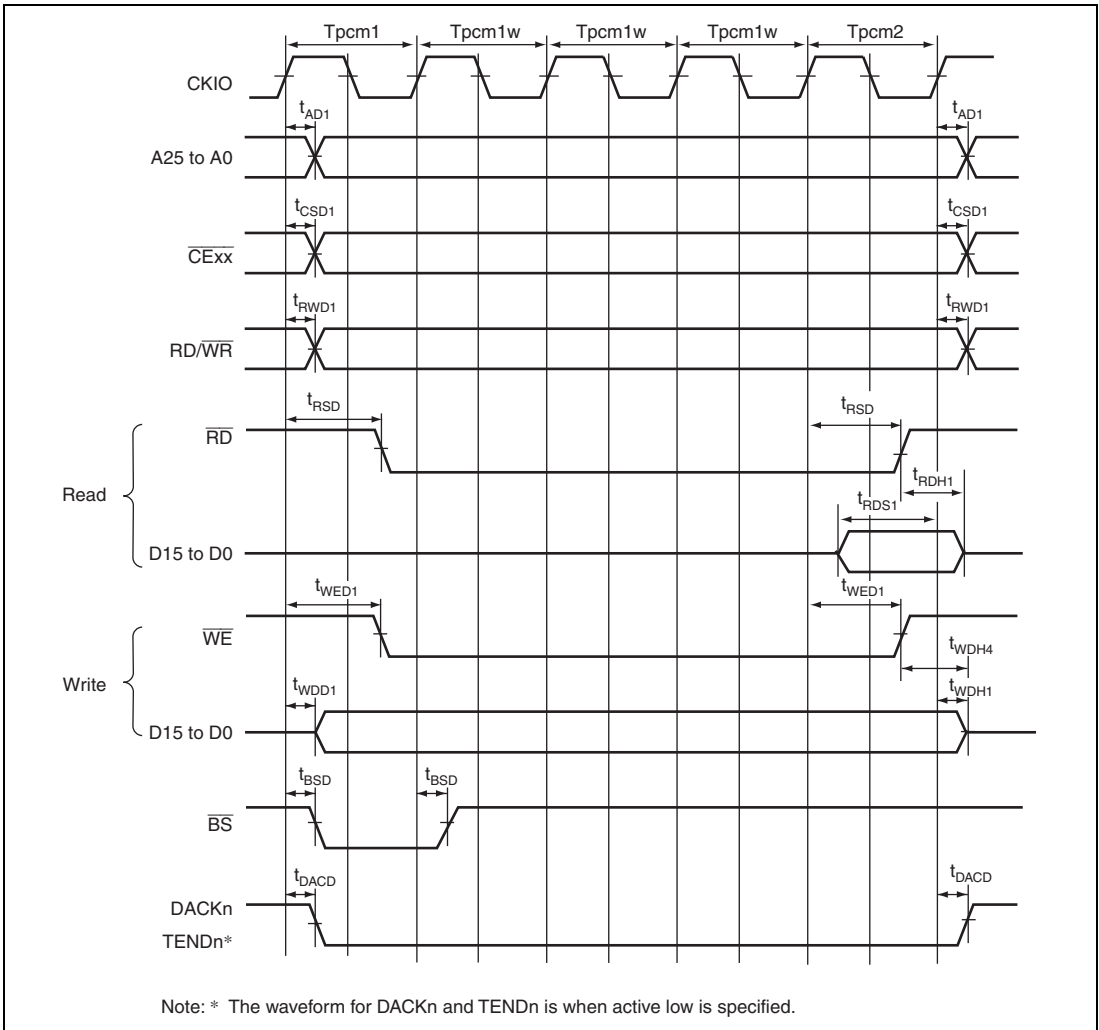 Tpcm1 Tpcm1w Tpcm1w Tpcm1w Tpcm2
CKIO
tAD1 tAD1
A25 to A0
tCSD1 tCSD1
CExx
tRWD1 tRWD1
RD/WR
tRSD tRSD
RD
tRDH1
Read
tRDS1
D15 to D0
tWED1 tWED1
WE
tWDH4
Write
tWDD1 tWDH1
D15 to D0
tBSD tBSD
BS
tDACD tDACD
DACKn
TENDn*
Note: * The waveform for DACKn and TENDn is when active low is specified.